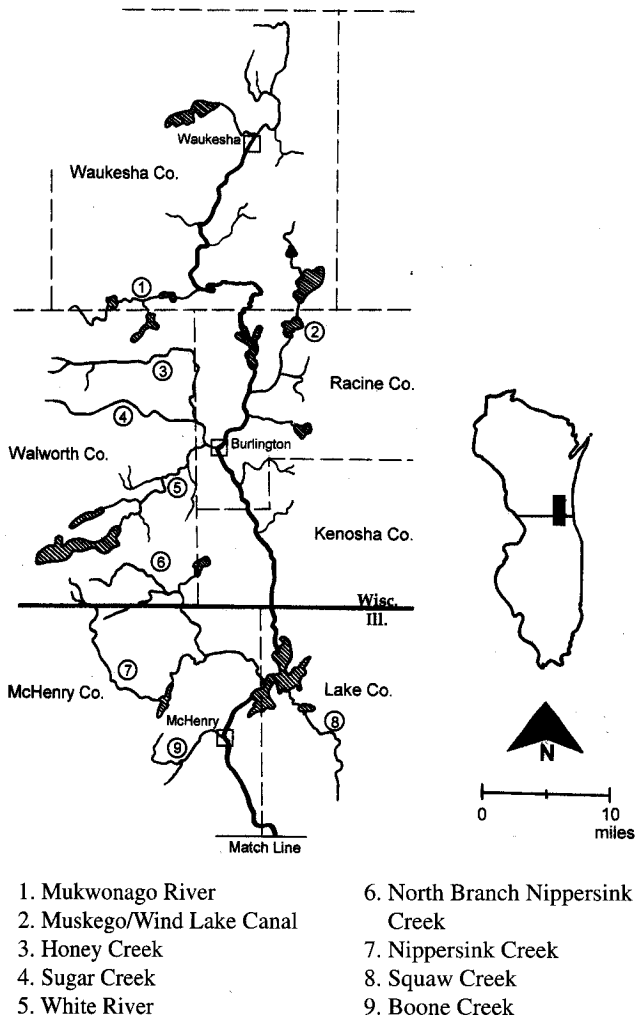 Waukesha
Waukesha Co.
1
2
3
Racine Co.
4
Burlington
Walworth Co.
5
Kenosha Co.
6
Wisc.
Ill.
7
McHenry Co.
Lake Co.
McHenry
8
9
N
0 10
miles
Match Line
1. Mukwonago River
2. Muskego/Wind Lake Canal
3. Honey Creek
4. Sugar Creek
5. White River
6. North Branch Nippersink
Creek
7. Nippersink Creek
8. Squaw Creek
9. Boone Creek